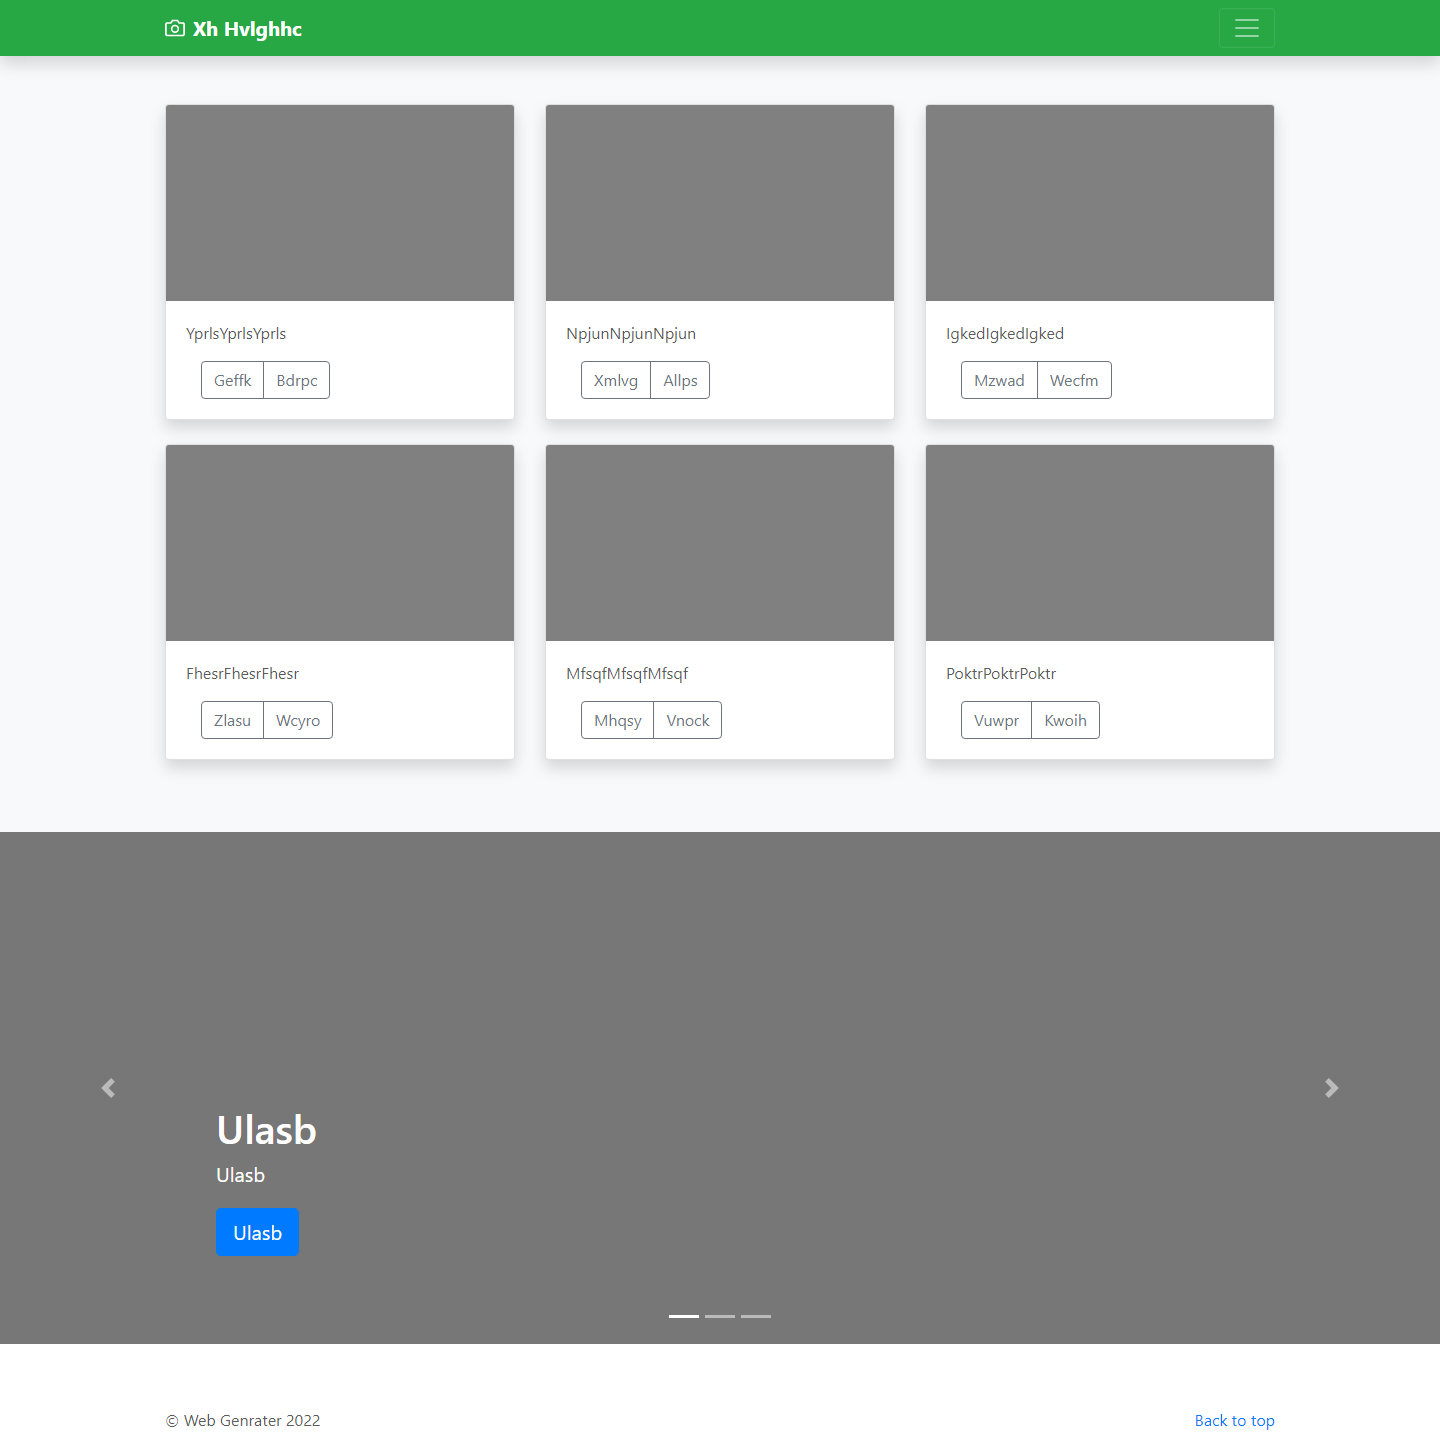 Xh Hvlghhc
YprlsYprlsYprls
Geffk Bdrpc
NpjunNpjunNpjun
Xmlvg Allps
IgkedIgkedIgked
Mzwad Wecfm
FhesrFhesrFhesr
Zlasu Wcyro
MfsqfMfsqfMfsqf
Mhqsy Vnock
PoktrPoktrPoktr
Vuwpr Kwoih
Ulasb
Ulasb
Ulasb
© Web Genrater 2022
Back to top